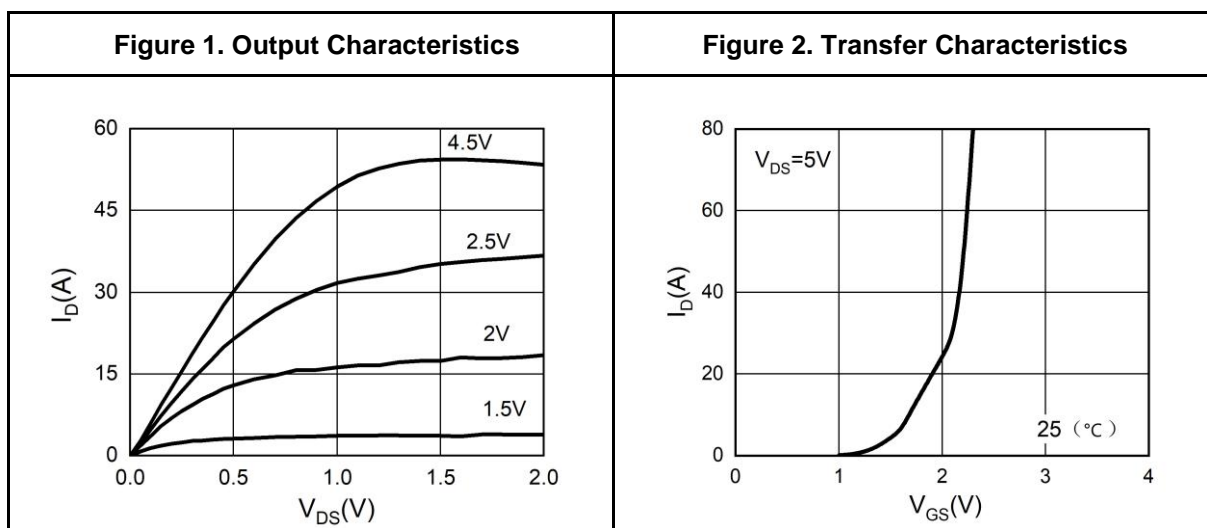 Figure 1. Output Characteristics
Figure 2. Transfer Characteristics
60
45
30
15
0
I_D(A)
4.5V
2.5V
2V
1.5V
0.0 0.5 1.0 1.5 2.0
V_DS(V)
80
60
40
20
0
I_D(A)
V_DS=5V
25（℃）
0 1 2 3 4
V_GS(V)